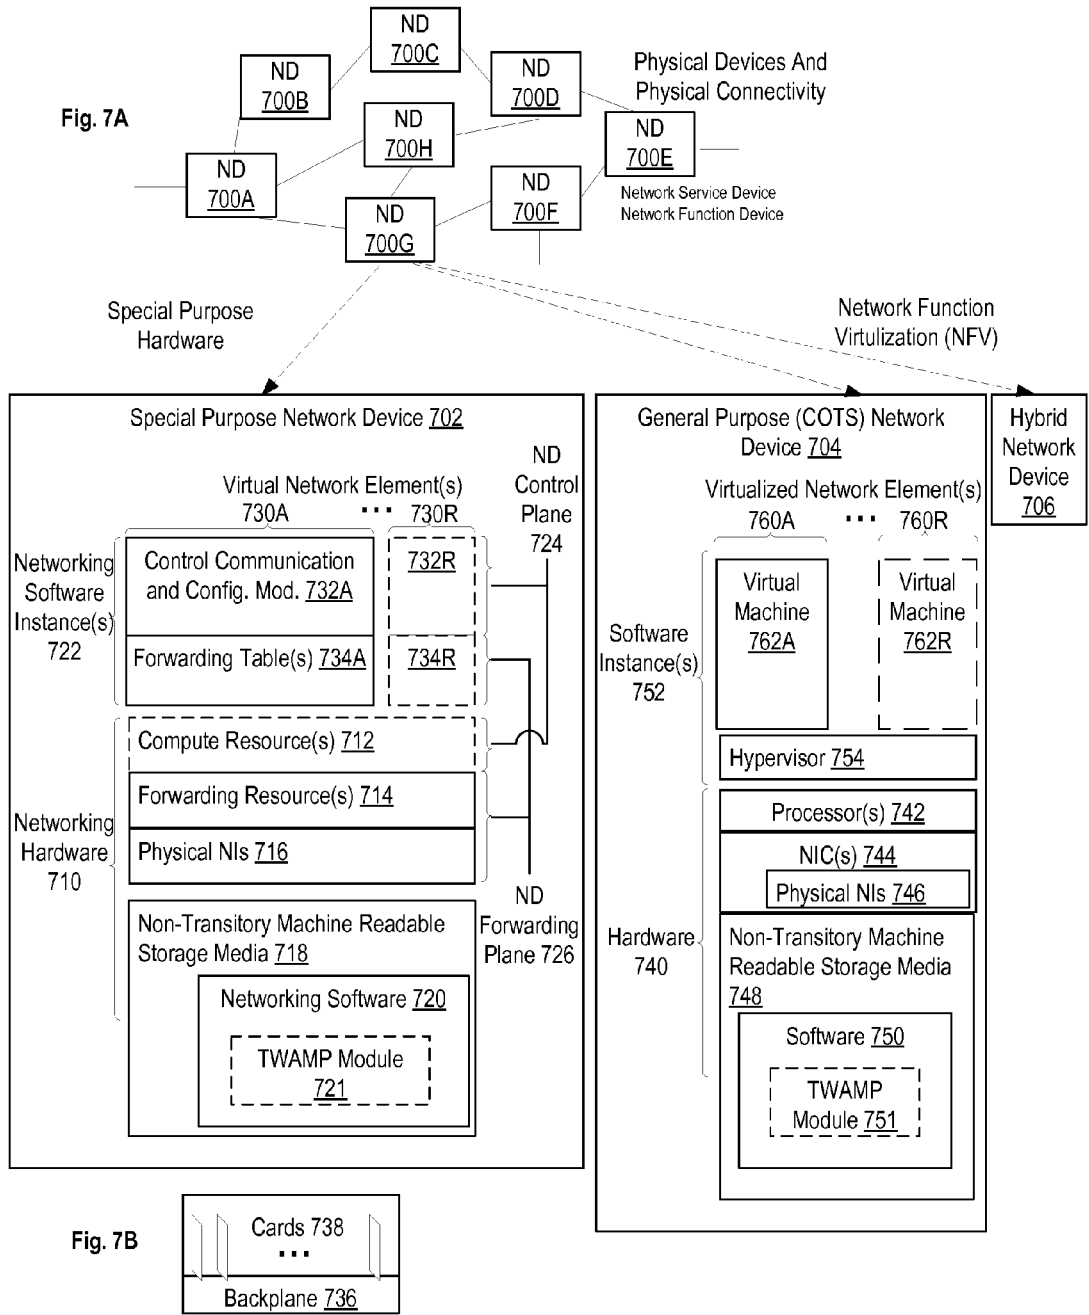 Fig. 7A
ND
700A
ND
700B
ND
700C
ND
700D
ND
700H
ND
700G
ND
700F
ND
700E
Physical Devices And
Physical Connectivity
Network Service Device
Network Function Device
Special Purpose
Hardware
Network Function
Virtulization (NFV)
Special Purpose Network Device 702
Virtual Network Element(s)
730A ••• 730R
ND
Control
Plane
724
Networking
Software
Instance(s)
722
Control Communication
and Config. Mod. 732A
732R
Forwarding Table(s) 734A
734R
Networking
Hardware
710
Compute Resource(s) 712
Forwarding Resource(s) 714
Physical NIs 716
ND
Forwarding
Plane 726
Non-Transitory Machine Readable
Storage Media 718
Networking Software 720
TWAMP Module
721
General Purpose (COTS) Network
Device 704
Virtualized Network Element(s)
760A ••• 760R
Software
Instance(s)
752
Virtual
Machine
762A
Virtual
Machine
762R
Hypervisor 754
Hardware
740
Processor(s) 742
NIC(s) 744
Physical NIs 746
Non-Transitory Machine
Readable Storage Media
748
Software 750
TWAMP
Module 751
Hybrid
Network
Device
706
Fig. 7B
Cards 738
•••
Backplane 736